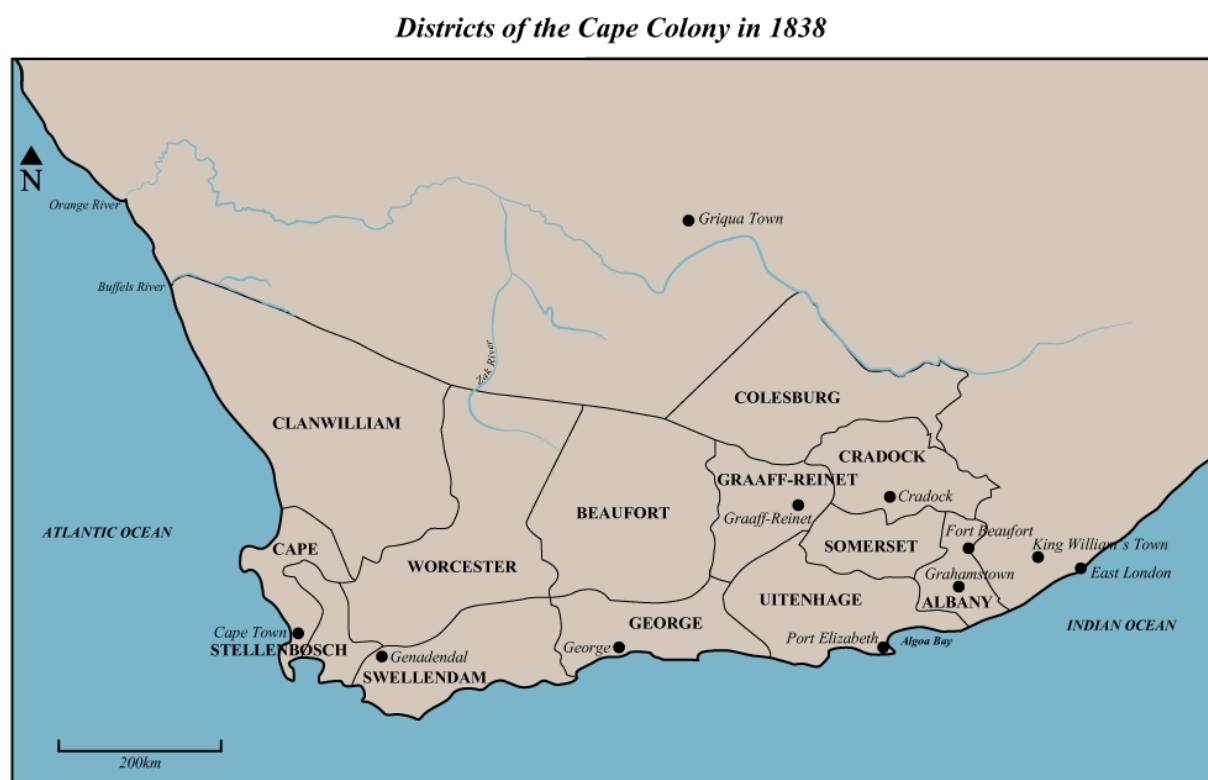 Districts of the Cape Colony in 1838
N
Orange River
Griqua Town
Buffels River
Zak River
COLESBURG
CLANWILLIAM
CRADOCK
GRAAFF-REINET
Cradock
Graaff-Reinet
BEAUFORT
ATLANTIC OCEAN
Fort Beaufort
SOMERSET
King William's Town
CAPE
WORCESTER
East London
Grahamstown
UITENHAGE
ALBANY
GEORGE
INDIAN OCEAN
Cape Town
Port Elizabeth
Algoa Bay
STELLENBOSCH
George
Genadendal
SWELLENDAM
200km